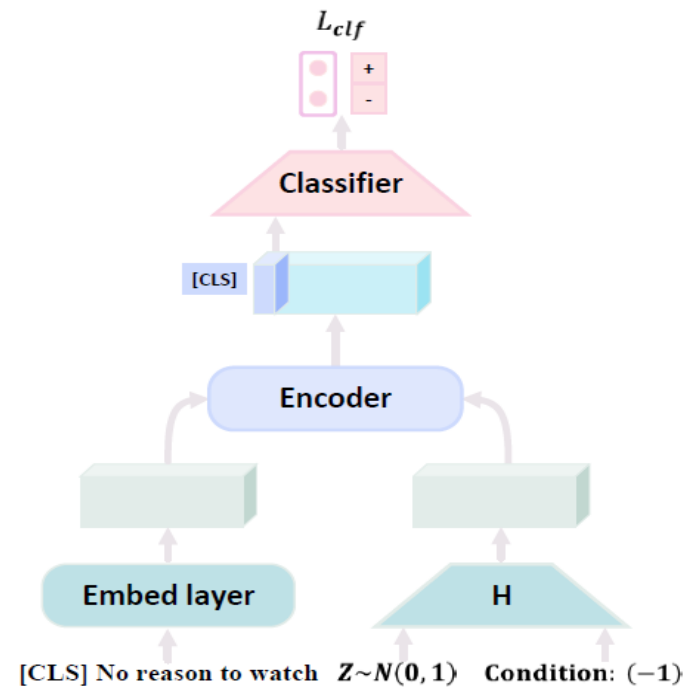 L_clf
+
-
Classifier
[CLS]
Encoder
Embed layer
H
[CLS] No reason to watch Z~N(0,1) Condition: (-1)